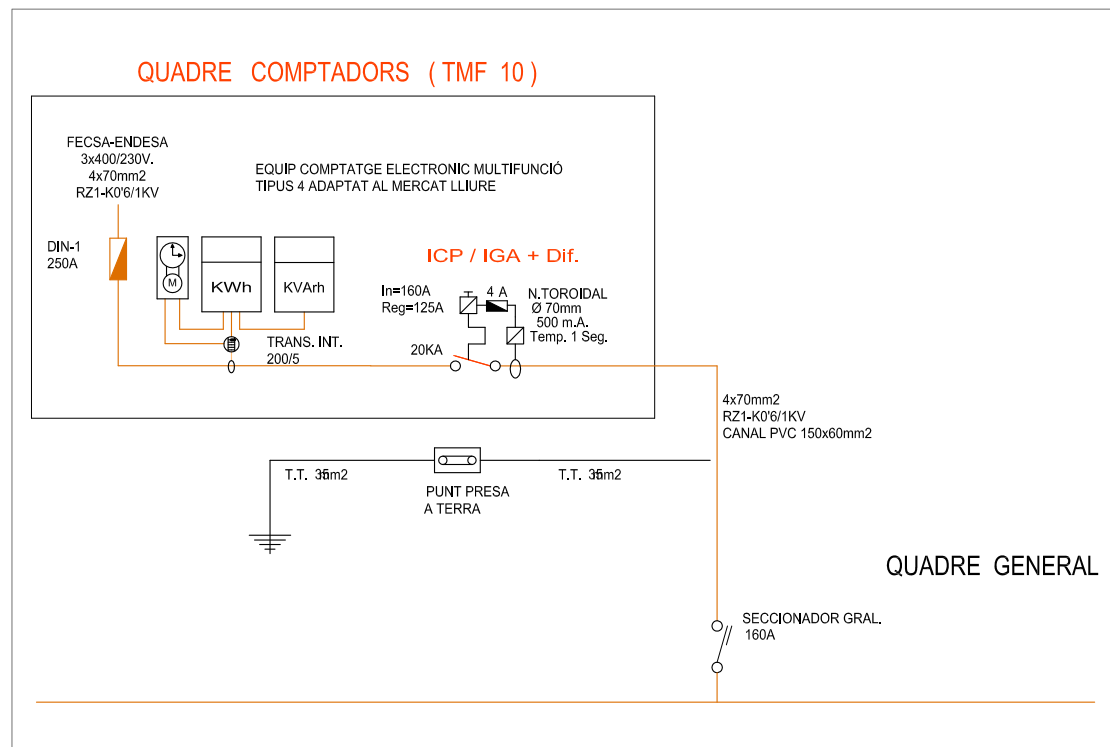 QUADRE COMPTADORS ( TMF 10 )
FECSA-ENDESA
3x400/230V.
4x70mm2
RZ1-K0'6/1KV
EQUIP COMPTATGE ELECTRONIC MULTIFUNCIÓ
TIPUS 4 ADAPTAT AL MERCAT LLIURE
DIN-1
250A
M
KWh
KVArh
ICP / IGA + Dif.
In=160A
Reg=125A
4 A
N.TOROIDAL
Ø 70mm
500 m.A.
Temp. 1 Seg.
TRANS. INT.
200/5
20KA
4x70mm2
RZ1-K0'6/1KV
CANAL PVC 150x60mm2
T.T. 35mm2
T.T. 35mm2
PUNT PRESA
A TERRA
QUADRE GENERAL
SECCIONADOR GRAL.
160A